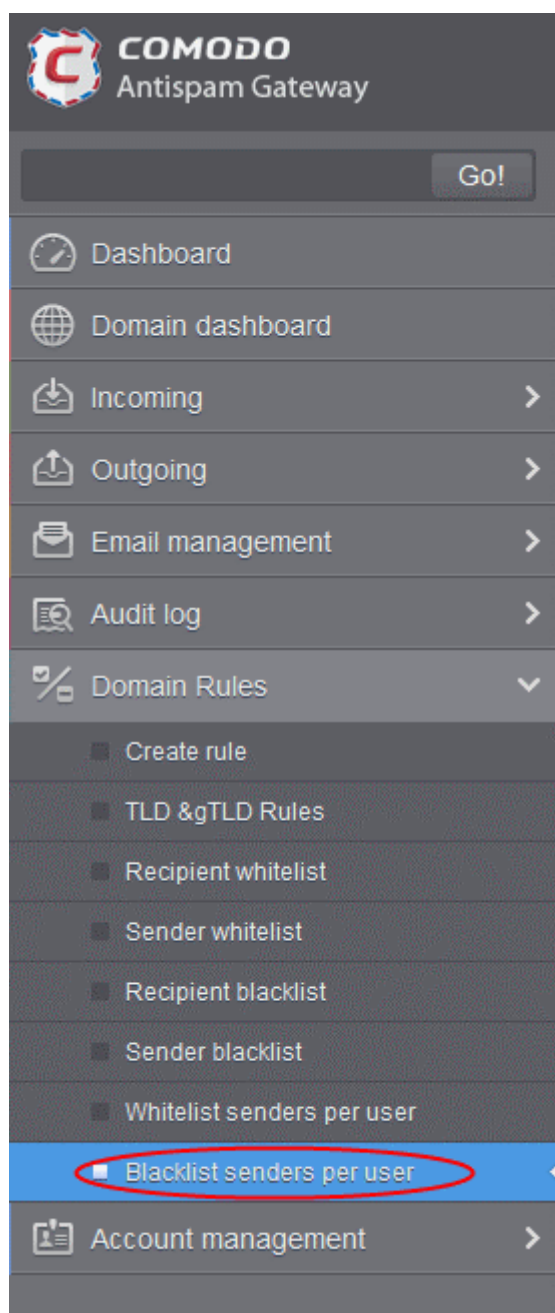 C COMODO
Antispam Gateway
Go!
Dashboard
Domain dashboard
Incoming
Outgoing
Email management
Audit log
Domain Rules
Create rule
TLD &gTLD Rules
Recipient whitelist
Sender whitelist
Recipient blacklist
Sender blacklist
Whitelist senders per user
Blacklist senders per user
Account management